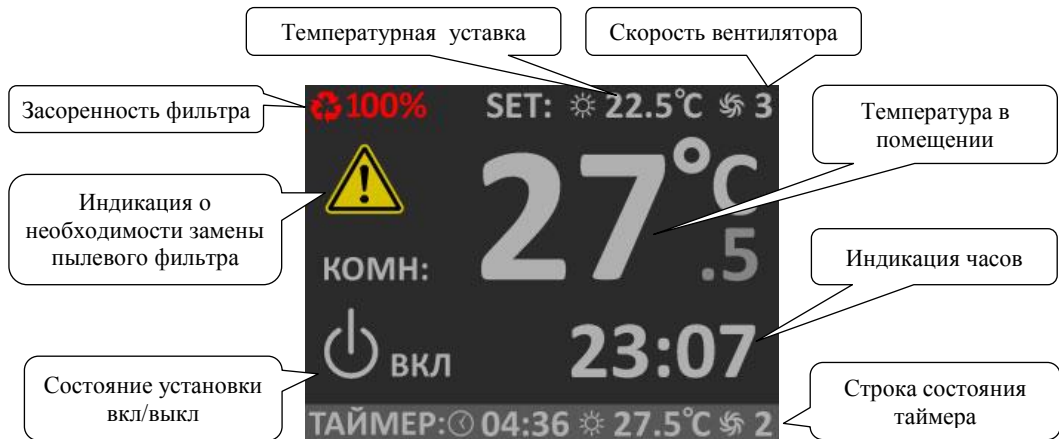 Температурная уставка
Скорость вентилятора
Засоренность фильтра
100% SET: 22.5°C 3
Температура в
помещении
27°C
.5
Индикация о
необходимости замены
пылевого фильтра
КОМН:
Индикация часов
ВКЛ 23:07
Состояние установки
вкл/выкл
Строка состояния
таймера
ТАЙМЕР: 04:36 27.5°C 2